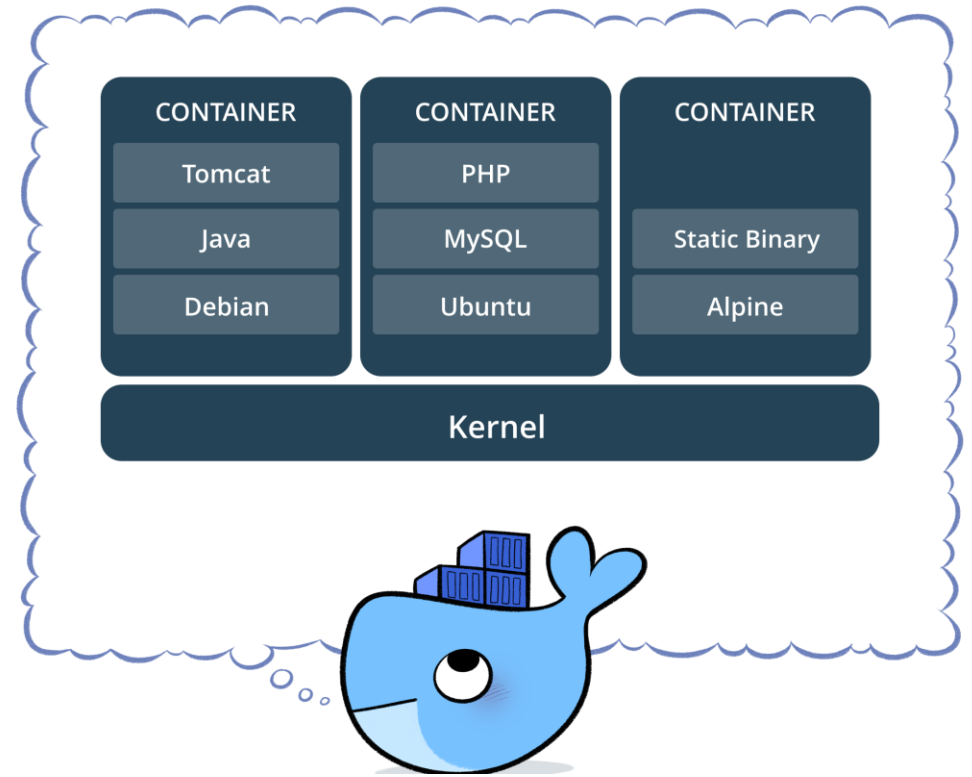 CONTAINER
Tomcat
Java
Debian
CONTAINER
PHP
MySQL
Ubuntu
CONTAINER
Static Binary
Alpine
Kernel